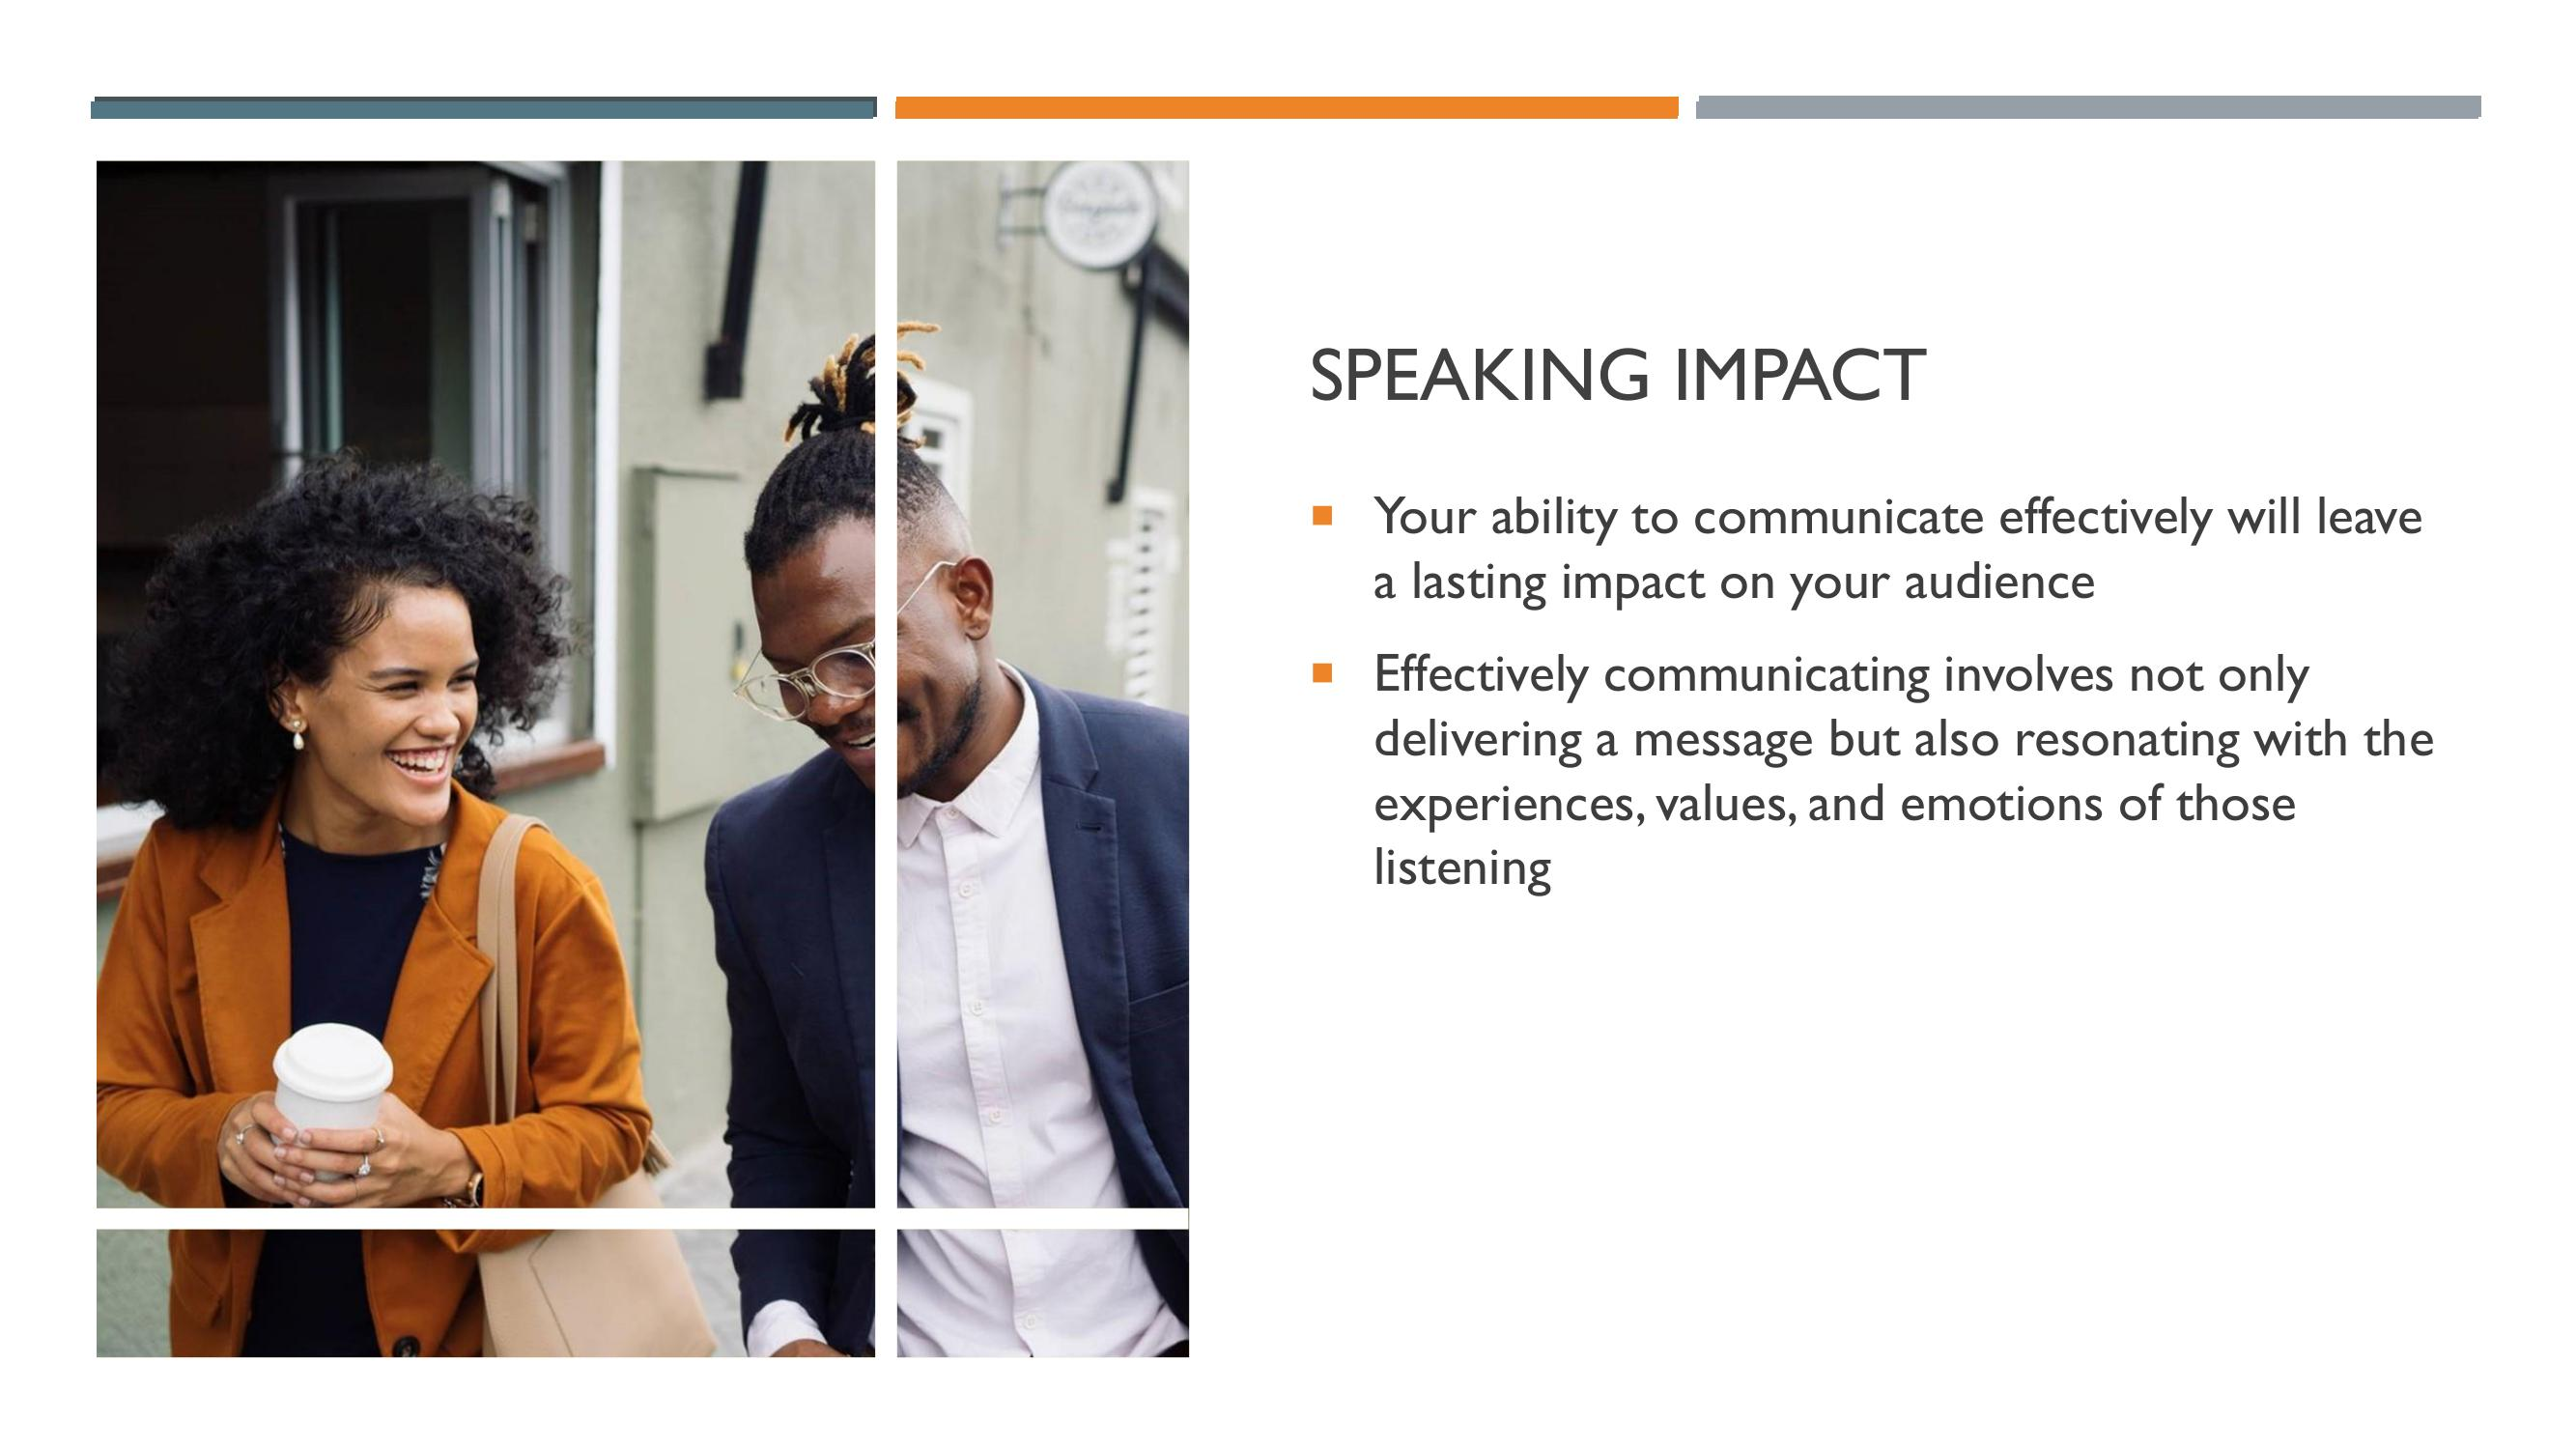 SPEAKING IMPACT
Your ability to communicate effectively will leave
a lasting impact on your audience
Effectively communicating involves not only
delivering a message but also resonating with the
experiences, values, and emotions of those
listening